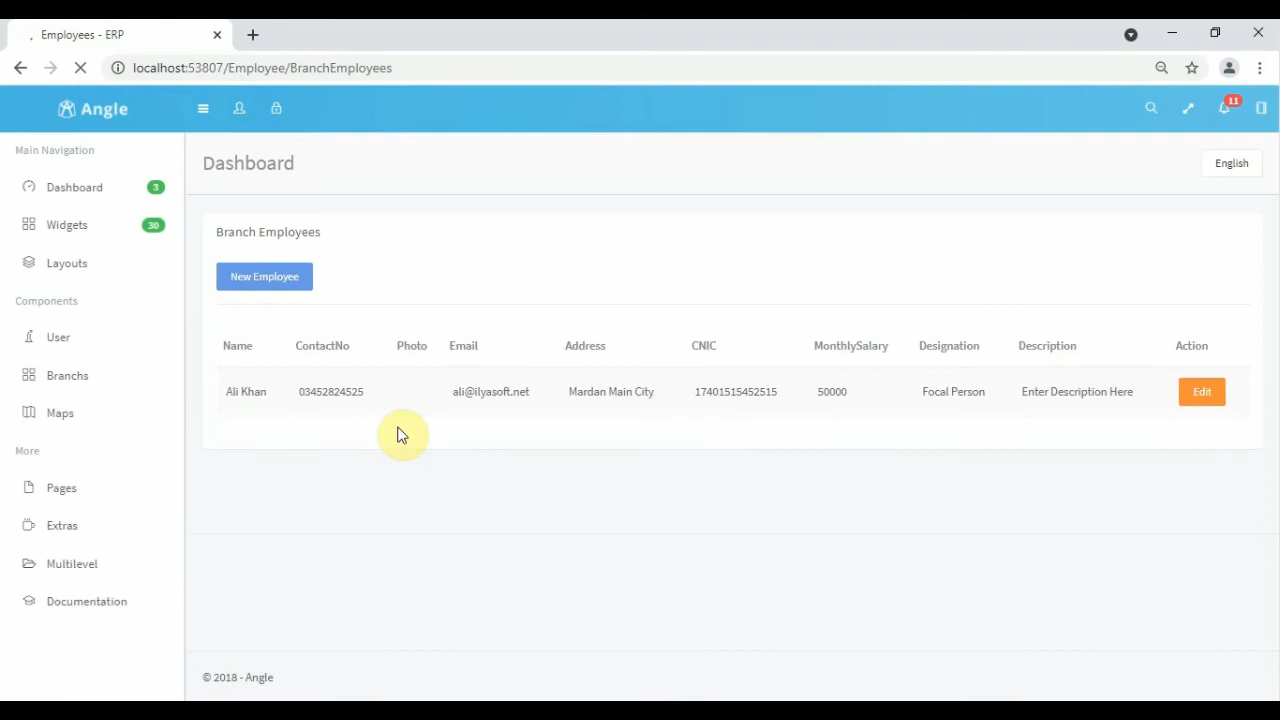 Employees - ERP
localhost:53807/Employee/BranchEmployees
Angle
11
Main Navigation
Dashboard
English
Dashboard 3
Widgets 30
Layouts
Components
User
Branchs
Maps
More
Pages
Extras
Multilevel
Documentation
Branch Employees
New Employee
Name ContactNo Photo Email Address CNIC MonthlySalary Designation Description Action
Ali Khan 03452824525 ali@ilyasoft.net Mardan Main City 17401515452515 50000 Focal Person Enter Description Here Edit
© 2018 - Angle